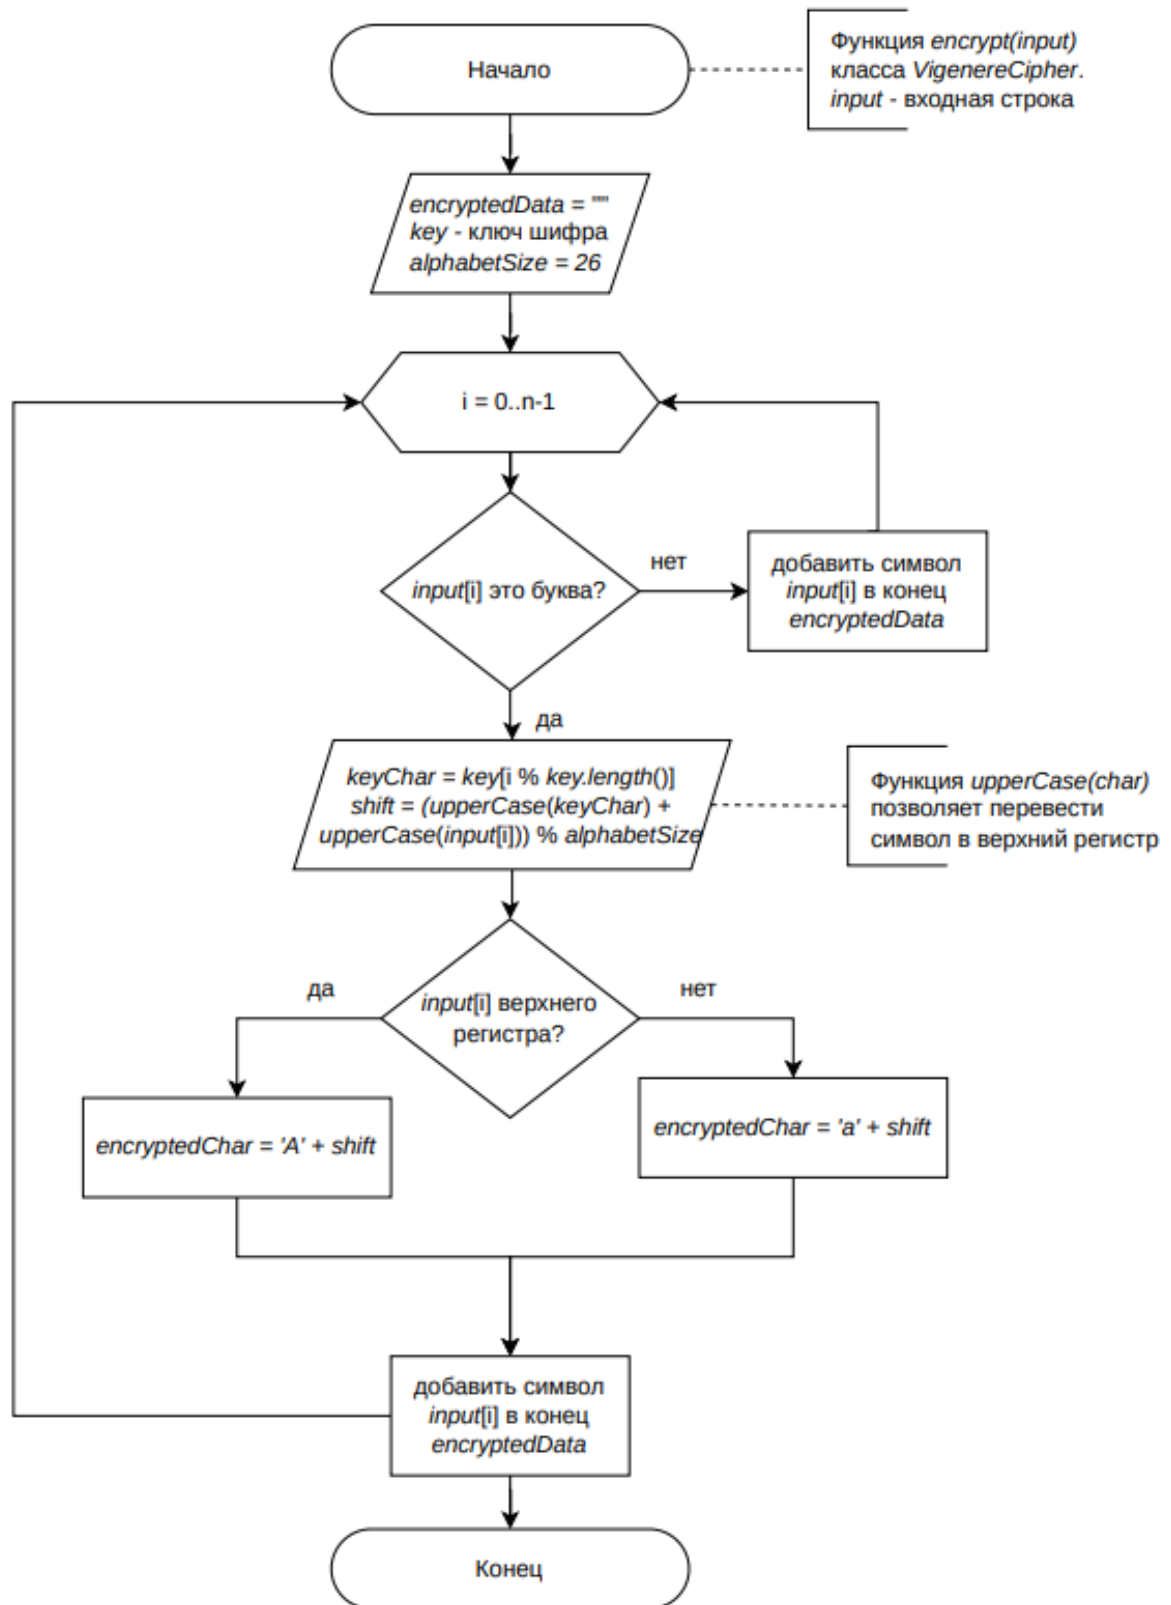 Начало
Функция encrypt(input)
класса VigenereCipher.
input - входная строка
encryptedData = ""
key - ключ шифра
alphabetSize = 26
i = 0..n-1
input[i] это буква?
нет
добавить символ
input[i] в конец
encryptedData
да
keyChar = key[i % key.length()]
shift = (upperCase(keyChar) +
upperCase(input[i])) % alphabetSize
Функция upperCase(char)
позволяет перевести
символ в верхний регистр
да
input[i] верхнего
регистра?
нет
encryptedChar = 'A' + shift
encryptedChar = 'a' + shift
добавить символ
input[i] в конец
encryptedData
Конец